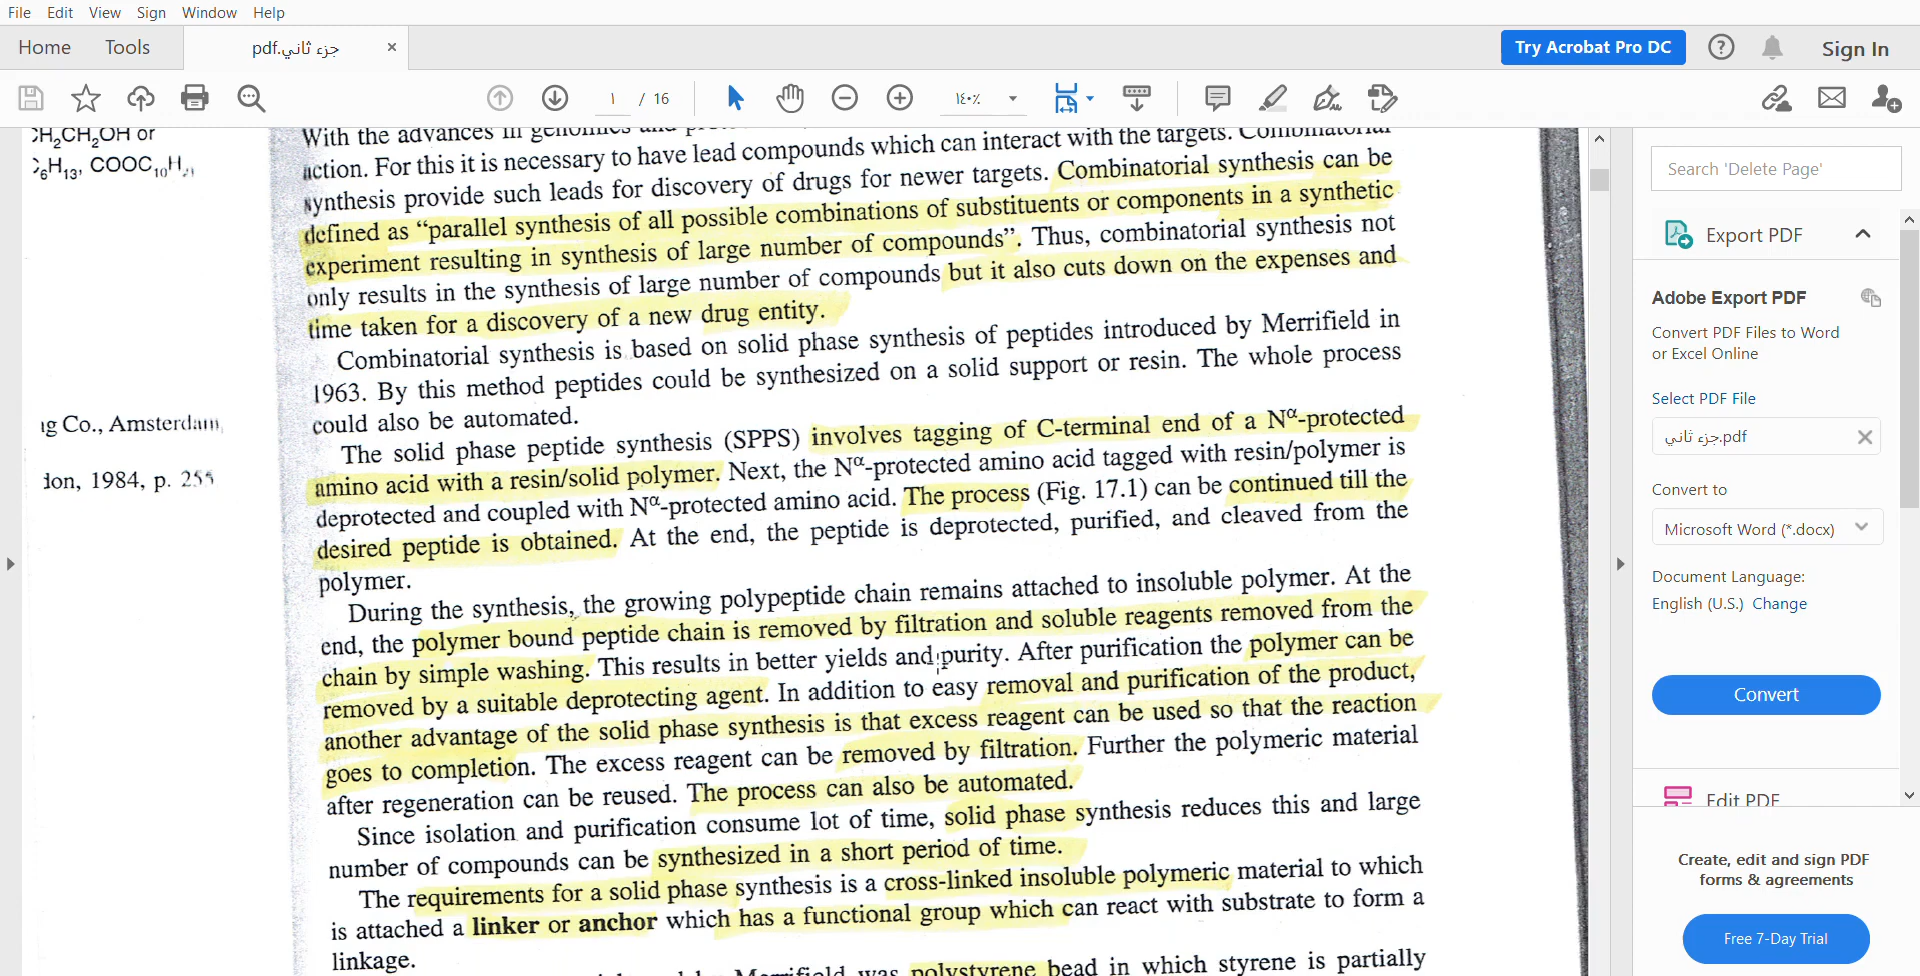 File Edit View Sign Window Help
Home Tools جزء ثاني.pdf × Try Acrobat Pro DC Sign In
١ / 16 ١٤٠٪
CH₂CH₂OH or
C₆H₁₃, COOC₁₀H₂₁
ng Co., Amsterdam,
don, 1984, p. 255
With the advances in genomics and
action. For this it is necessary to have lead compounds which can interact with the targets. Combinatorial
synthesis provide such leads for discovery of drugs for newer targets. Combinatorial synthesis can be
defined as “parallel synthesis of all possible combinations of substituents or components in a synthetic
experiment resulting in synthesis of large number of compounds”. Thus, combinatorial synthesis not
only results in the synthesis of large number of compounds but it also cuts down on the expenses and
time taken for a discovery of a new drug entity.
Combinatorial synthesis is based on solid phase synthesis of peptides introduced by Merrifield in
1963. By this method peptides could be synthesized on a solid support or resin. The whole process
could also be automated.
The solid phase peptide synthesis (SPPS) involves tagging of C-terminal end of a Nᵅ-protected
amino acid with a resin/solid polymer. Next, the Nᵅ-protected amino acid tagged with resin/polymer is
deprotected and coupled with Nᵅ-protected amino acid. The process (Fig. 17.1) can be continued till the
desired peptide is obtained. At the end, the peptide is deprotected, purified, and cleaved from the
polymer.
During the synthesis, the growing polypeptide chain remains attached to insoluble polymer. At the
end, the polymer bound peptide chain is removed by filtration and soluble reagents removed from the
chain by simple washing. This results in better yields and purity. After purification the polymer can be
removed by a suitable deprotecting agent. In addition to easy removal and purification of the product,
another advantage of the solid phase synthesis is that excess reagent can be used so that the reaction
goes to completion. The excess reagent can be removed by filtration. Further the polymeric material
after regeneration can be reused. The process can also be automated.
Since isolation and purification consume lot of time, solid phase synthesis reduces this and large
number of compounds can be synthesized in a short period of time.
The requirements for a solid phase synthesis is a cross-linked insoluble polymeric material to which
is attached a linker or anchor which has a functional group which can react with substrate to form a
linkage.
Merrifield was polystyrene bead in which styrene is partially
Search 'Delete Page'
Export PDF
Adobe Export PDF
Convert PDF Files to Word
or Excel Online
Select PDF File
جزء ثاني.pdf
Convert to
Microsoft Word (*.docx)
Document Language:
English (U.S.) Change
Convert
Edit PDF
Create, edit and sign PDF
forms & agreements
Free 7-Day Trial